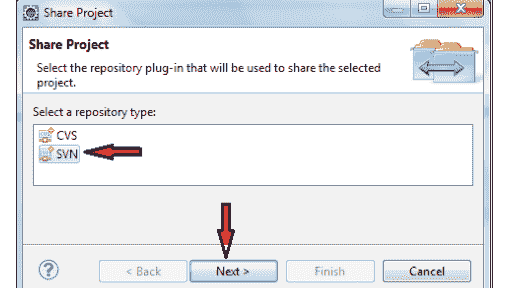 Share Project
Share Project
Select the repository plug-in that will be used to share the selected
project.
Select a repository type:
CVS
SVN
?
< Back
Next >
Finish
Cancel